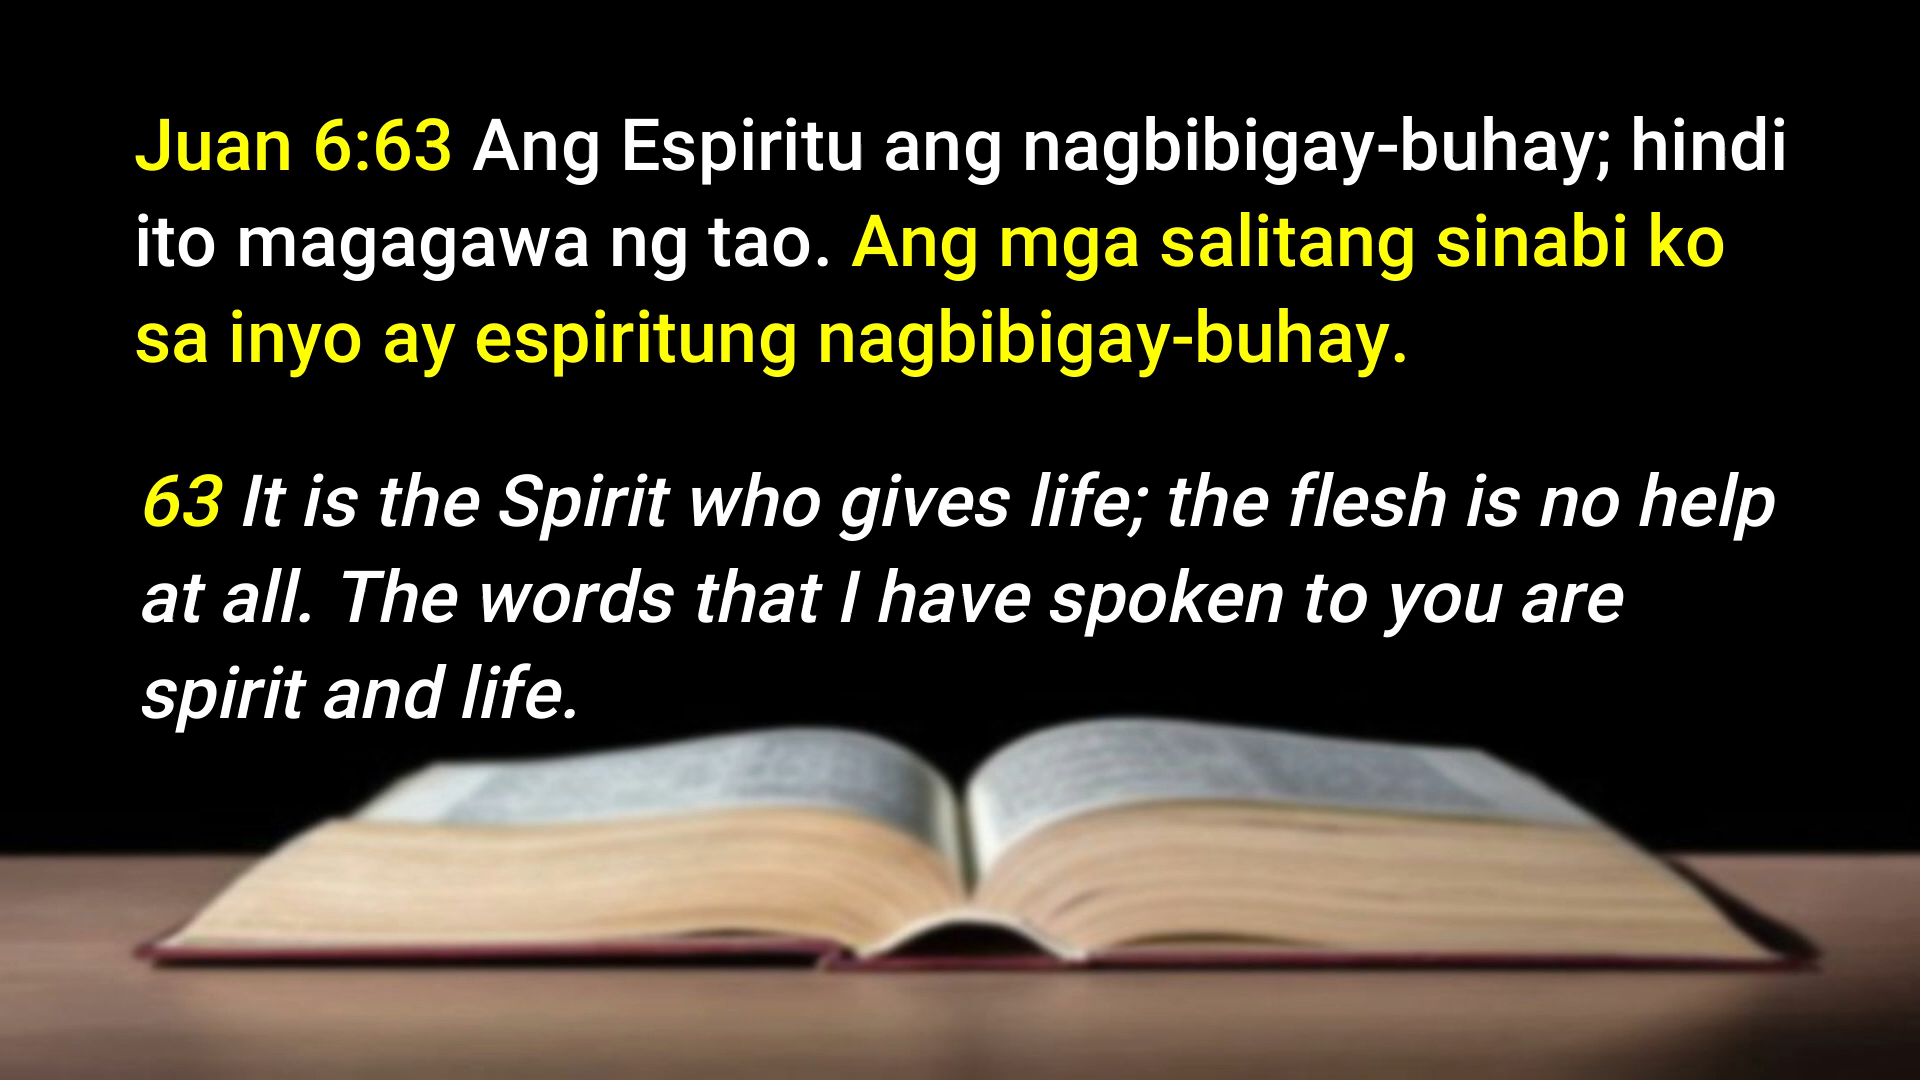 Juan 6:63 Ang Espiritu ang nagbibigay-buhay; hindi
ito magagawa ng tao. Ang mga salitang sinabi ko
sa inyo ay espiritung nagbibigay-buhay.
63 It is the Spirit who gives life; the flesh is no help
at all. The words that I have spoken to you are
spirit and life.